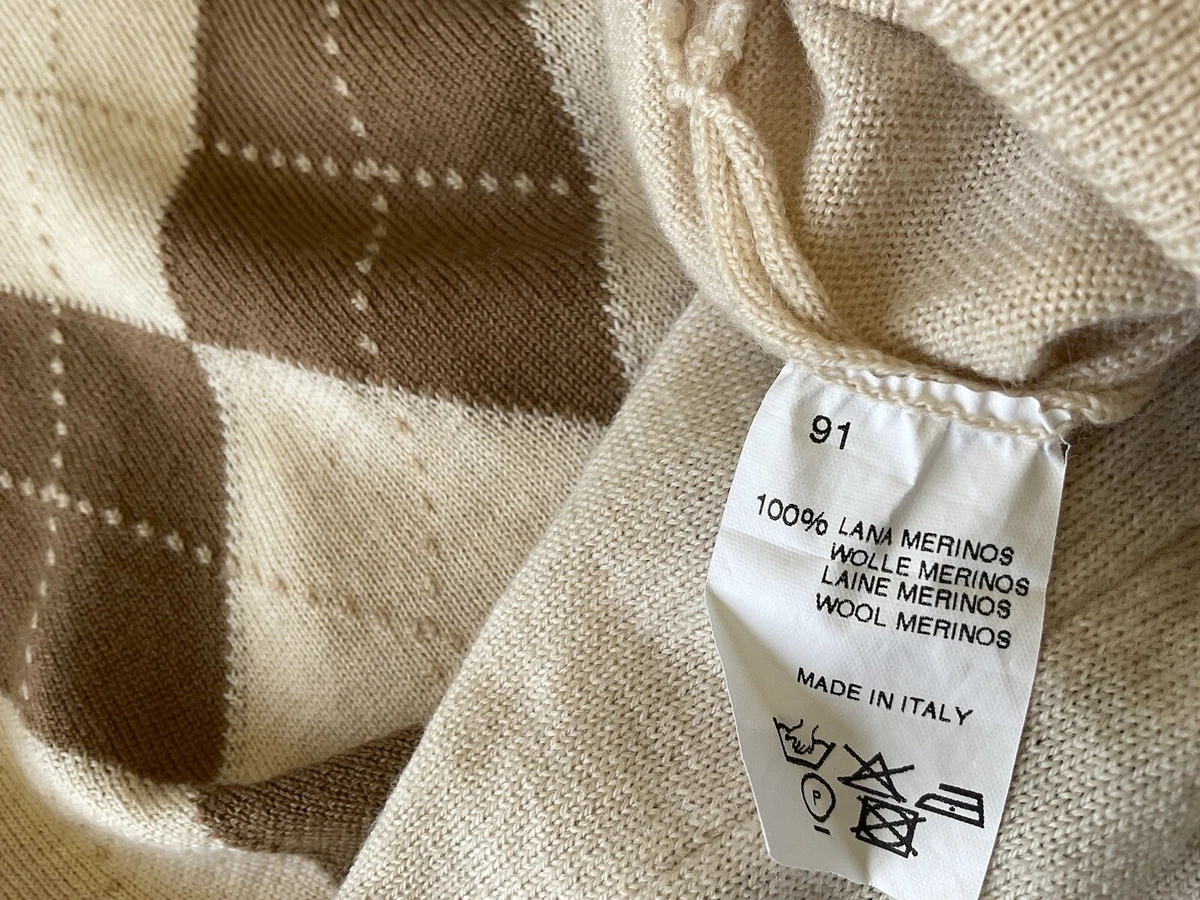 91
100% LANA MERINOS
WOLLE MERINOS
LAINE MERINOS
WOOL MERINOS
MADE IN ITALY
P